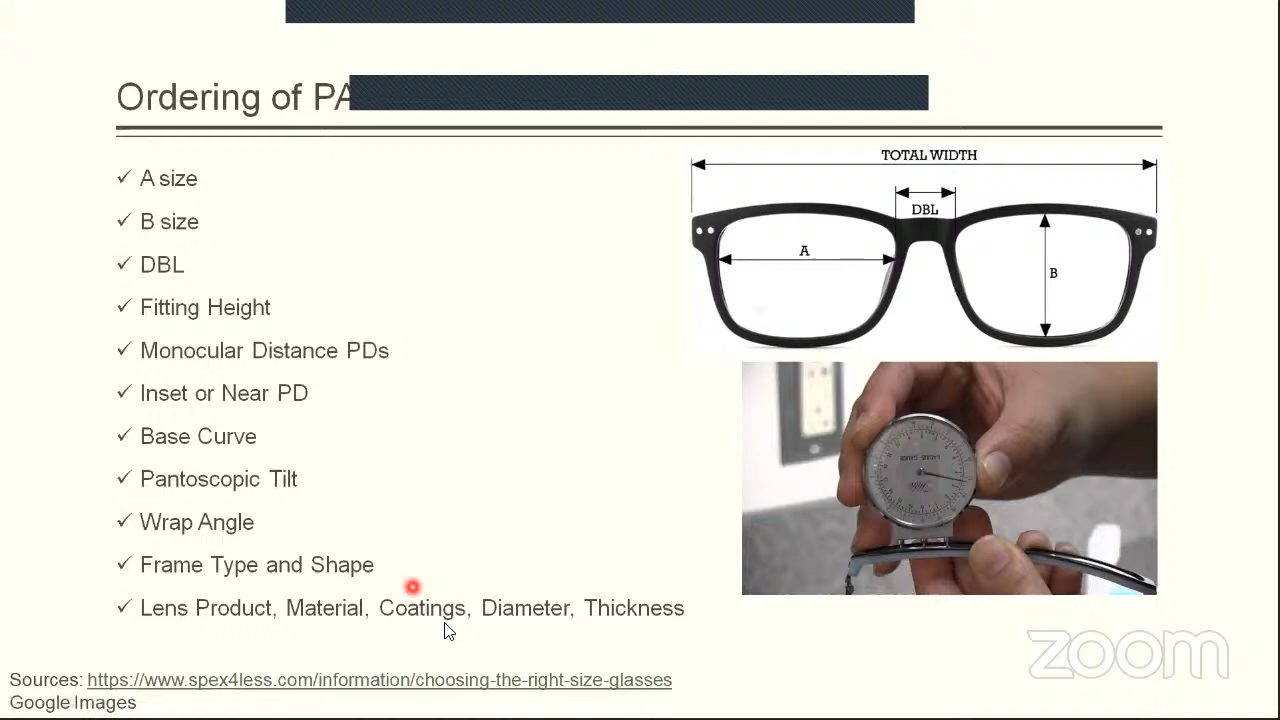 Ordering of PA
TOTAL WIDTH
DBL
A
B
✓ A size
✓ B size
✓ DBL
✓ Fitting Height
✓ Monocular Distance PDs
✓ Inset or Near PD
✓ Base Curve
✓ Pantoscopic Tilt
✓ Wrap Angle
✓ Frame Type and Shape
✓ Lens Product, Material, Coatings, Diameter, Thickness
zoom
Sources: https://www.spex4less.com/information/choosing-the-right-size-glasses
Google Images